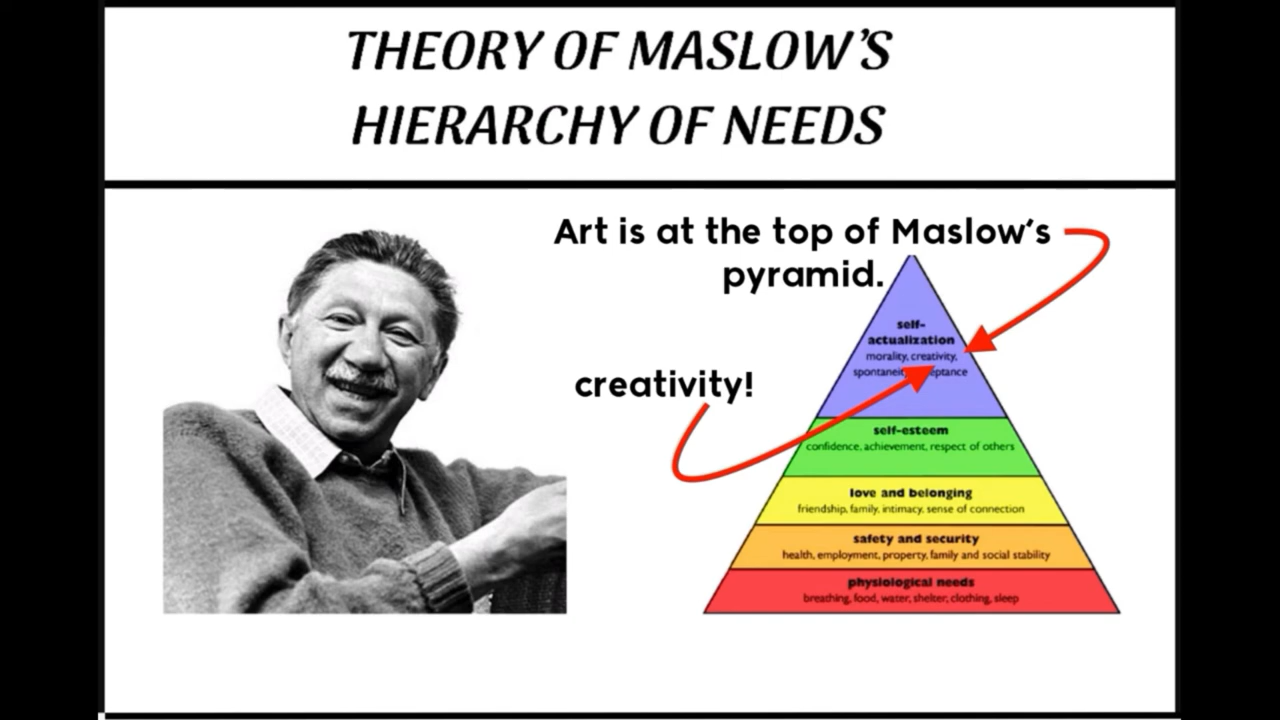 THEORY OF MASLOW'S
HIERARCHY OF NEEDS
Art is at the top of Maslow's
pyramid.
creativity!
self-
actualization
morality, creativity,
spontaneity,
self-esteem
confidence, achievement, respect of others
love and belonging
friendship, family, intimacy, sense of connection
safety and security
health, employment, property, family and social stability
physiological needs
breathing, food, water, shelter, clothing, sleep